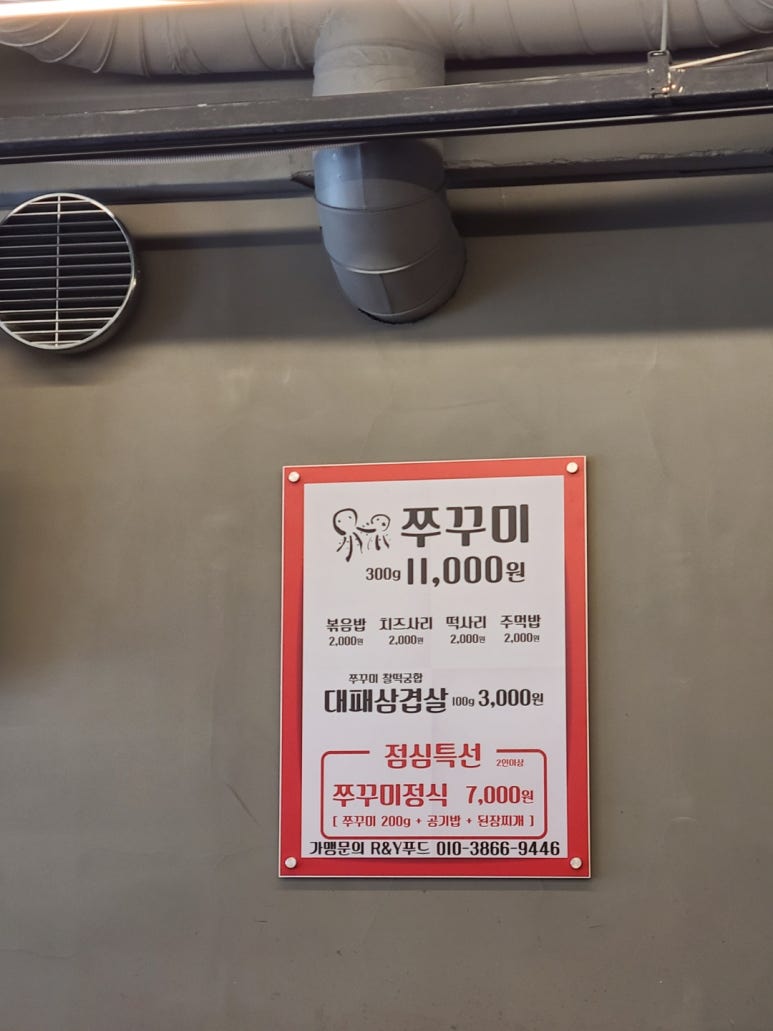 쭈꾸미
300g 11,000원
볶음밥 치즈사리 떡사리 주먹밥
2,000원 2,000원 2,000원 2,000원
쭈꾸미 찰떡궁합
대패삼겹살 100g 3,000원
점심특선 2인이상
쭈꾸미정식 7,000원
[ 쭈꾸미 200g + 공기밥 + 된장찌개 ]
가맹문의 R&Y푸드 010-3866-9446